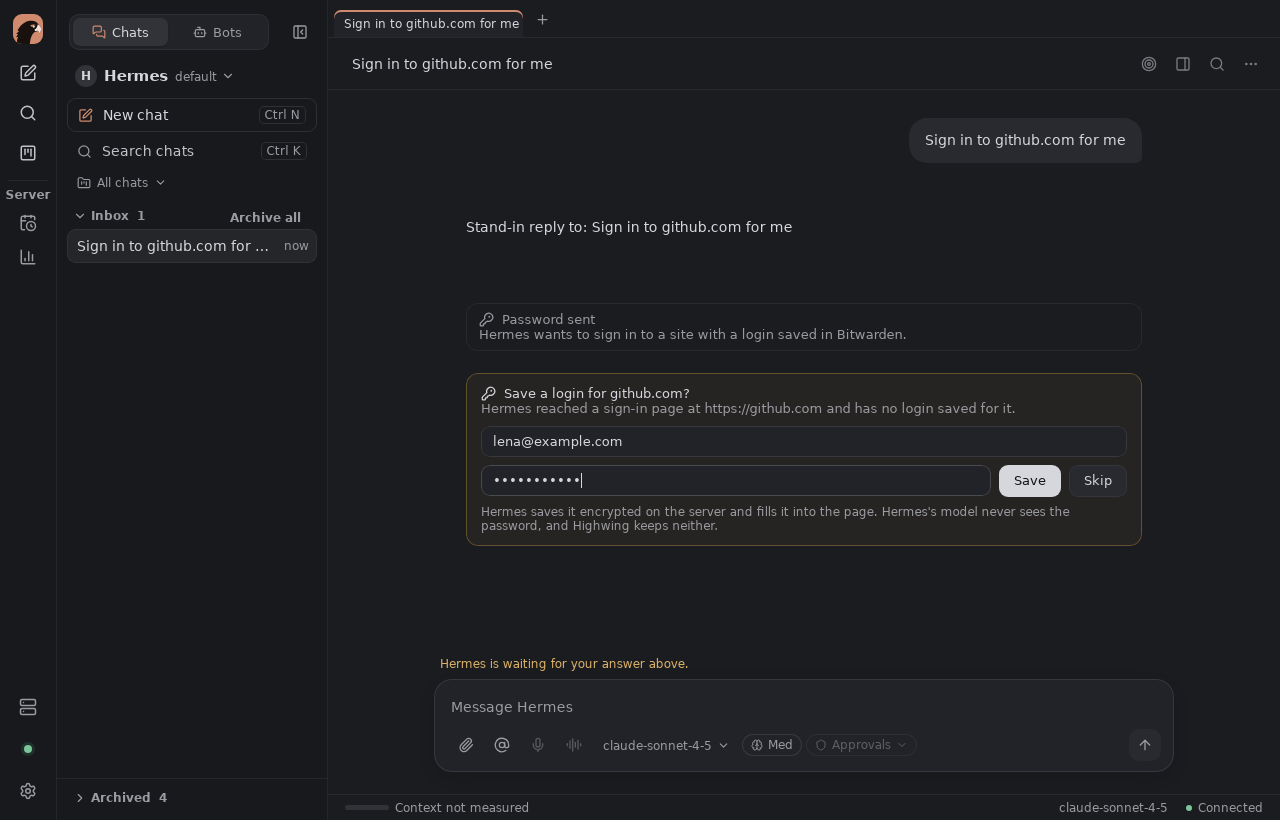 Chats
Bots
H Hermes default
New chat Ctrl N
Search chats Ctrl K
All chats
Server
Inbox 1 Archive all
Sign in to github.com for ... now
Archived 4
Sign in to github.com for me
Sign in to github.com for me
Sign in to github.com for me
Stand-in reply to: Sign in to github.com for me
Password sent
Hermes wants to sign in to a site with a login saved in Bitwarden.
Save a login for github.com?
Hermes reached a sign-in page at https://github.com and has no login saved for it.
lena@example.com
•••••••••••
Save
Skip
Hermes saves it encrypted on the server and fills it into the page. Hermes's model never sees the
password, and Highwing keeps neither.
Hermes is waiting for your answer above.
Message Hermes
claude-sonnet-4-5 Med Approvals
Context not measured
claude-sonnet-4-5 Connected